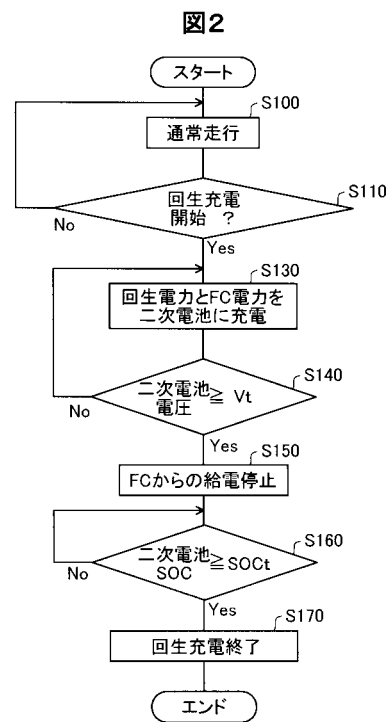 図2
スタート
S100
通常走行
S110
回生充電
開始 ?
No
Yes
S130
回生電力とFC電力を
二次電池に充電
S140
二次電池
電圧 ≧ Vt
No
Yes
S150
FCからの給電停止
S160
二次電池
SOC ≧SOCt
No
Yes
S170
回生充電終了
エンド